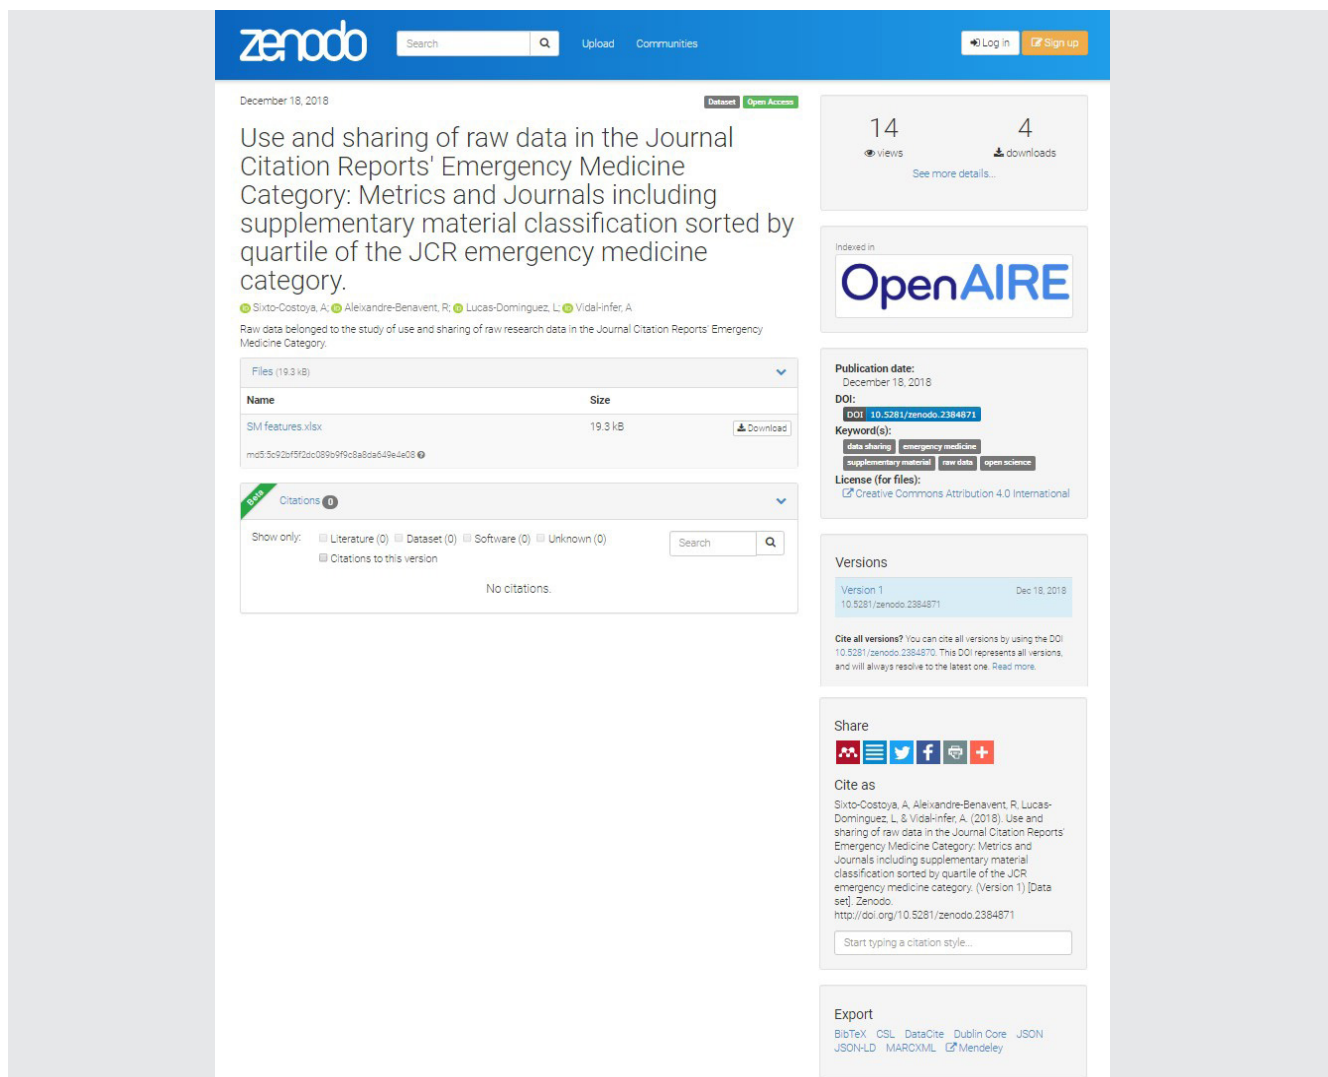 zenodo
Search
Upload Communities
Log in
Sign up
December 18, 2018
Dataset Open Access
Use and sharing of raw data in the Journal
Citation Reports' Emergency Medicine
Category: Metrics and Journals including
supplementary material classification sorted by
quartile of the JCR emergency medicine
category.
Sixto-Costoya, A; Aleixandre-Benavent, R; Lucas-Dominguez, L; Vidal-Infer, A
Raw data belonged to the study of use and sharing of raw research data in the Journal Citation Reports' Emergency
Medicine Category.
Files (19.3 kB)
Name Size
SM features.xlsx 19.3 kB Download
md5:5c92bf5f2dc089b9f9c8a8da649e4e08
Beta
Citations 0
Show only: Literature (0) Dataset (0) Software (0) Unknown (0)
Citations to this version
Search
No citations.
14 4
views downloads
See more details...
Indexed in
OpenAIRE
Publication date:
December 18, 2018
DOI:
DOI 10.5281/zenodo.2384871
Keyword(s):
data sharing emergency medicine
supplementary material raw data open science
License (for files):
Creative Commons Attribution 4.0 International
Versions
Version 1 Dec 18, 2018
10.5281/zenodo.2384871
Cite all versions? You can cite all versions by using the DOI
10.5281/zenodo.2384870. This DOI represents all versions,
and will always resolve to the latest one. Read more.
Share
Cite as
Sixto-Costoya, A, Aleixandre-Benavent, R, Lucas-
Dominguez, L, & Vidal-Infer, A. (2018). Use and
sharing of raw data in the Journal Citation Reports'
Emergency Medicine Category: Metrics and
Journals including supplementary material
classification sorted by quartile of the JCR
emergency medicine category. (Version 1) [Data
set]. Zenodo.
http://doi.org/10.5281/zenodo.2384871
Start typing a citation style...
Export
BibTeX CSL DataCite Dublin Core JSON
JSON-LD MARCXML Mendeley